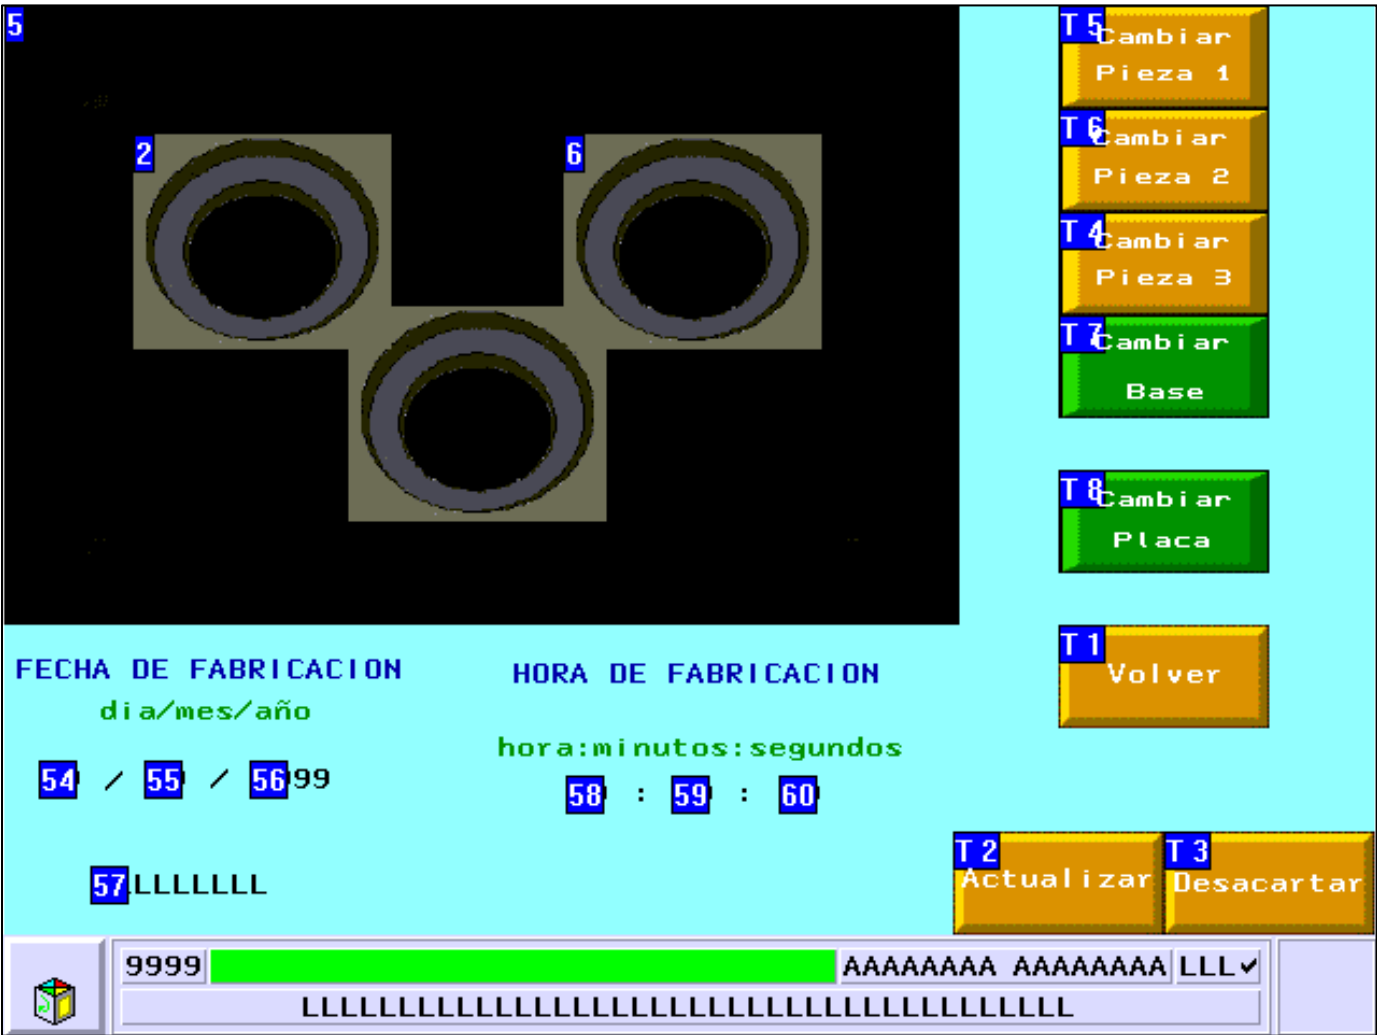 5
T 5
Cambiar
Pieza 1
T 6
Cambiar
Pieza 2
2
6
T 4
Cambiar
Pieza 3
T 7
Cambiar
Base
T 8
Cambiar
Placa
T 1
Volver
FECHA DE FABRICACION
dia/mes/año
54 / 55 / 56 99
HORA DE FABRICACION
hora:minutos:segundos
58 : 59 : 60
57 LLLLLLL
T 2
Actualizar
T 3
Desacartar
9999 AAAAAAAA AAAAAAAA LLL
LLLLLLLLLLLLLLLLLLLLLLLLLLLLLLLLLLLLLLLL